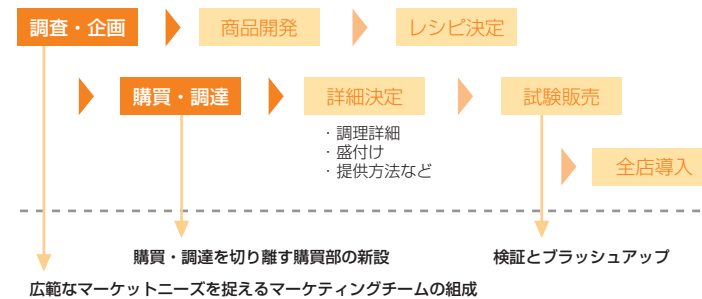 調査・企画
商品開発
レシピ決定
購買・調達
詳細決定
試験販売
・調理詳細
・盛付け
・提供方法など
全店導入
購買・調達を切り離す購買部の新設
検証とブラッシュアップ
広範なマーケットニーズを捉えるマーケティングチームの組成